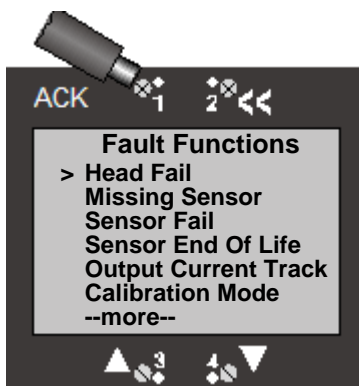 ACK 1 2 <<
Fault Functions
> Head Fail
Missing Sensor
Sensor Fail
Sensor End Of Life
Output Current Track
Calibration Mode
--more--
3 4